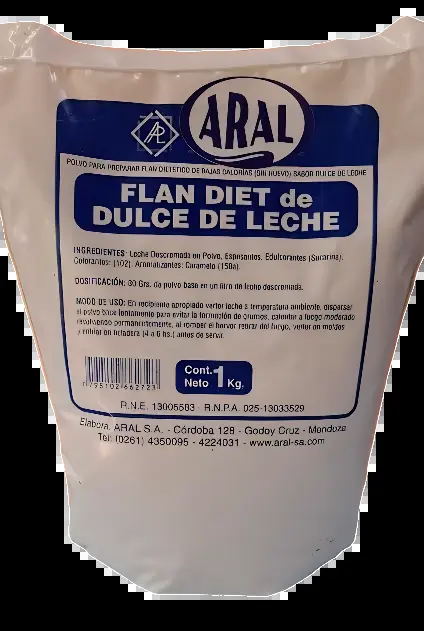 ARAL
POLVO PARA PREPARAR FLAN DIETETICO DE BAJAS CALORIAS (SIN HUEVO) SABOR DULCE DE LECHE
FLAN DIET de
DULCE DE LECHE
INGREDIENTES: Leche Descremada en Polvo, Espesantes, Edulcorantes (Sucarina),
Colorantes: (102), Aromatizantes: Caramelo (150a).
DOSIFICACIÓN: 80 Grs. de polvo base en un litro de leche descremada.
MODO DE USO: En recipiente apropiado verter leche a temperatura ambiente, dispersar
el polvo base lentamente para evitar la formación de grumos, calentar a fuego moderado
revolviendo permanentemente, al romper el hervor retirar del fuego, verter en moldes
y enfriar en heladera (4 a 6 hs.) antes de servir.
Cont.
Neto 1 Kg.
7 798102 662723
R.N.E. 13005583 - R.N.P.A. 025-13033529
Elabora: ARAL S.A. - Córdoba 128 - Godoy Cruz - Mendoza
Tel: (0261) 4350095 - 4224031 - www.aral-sa.com